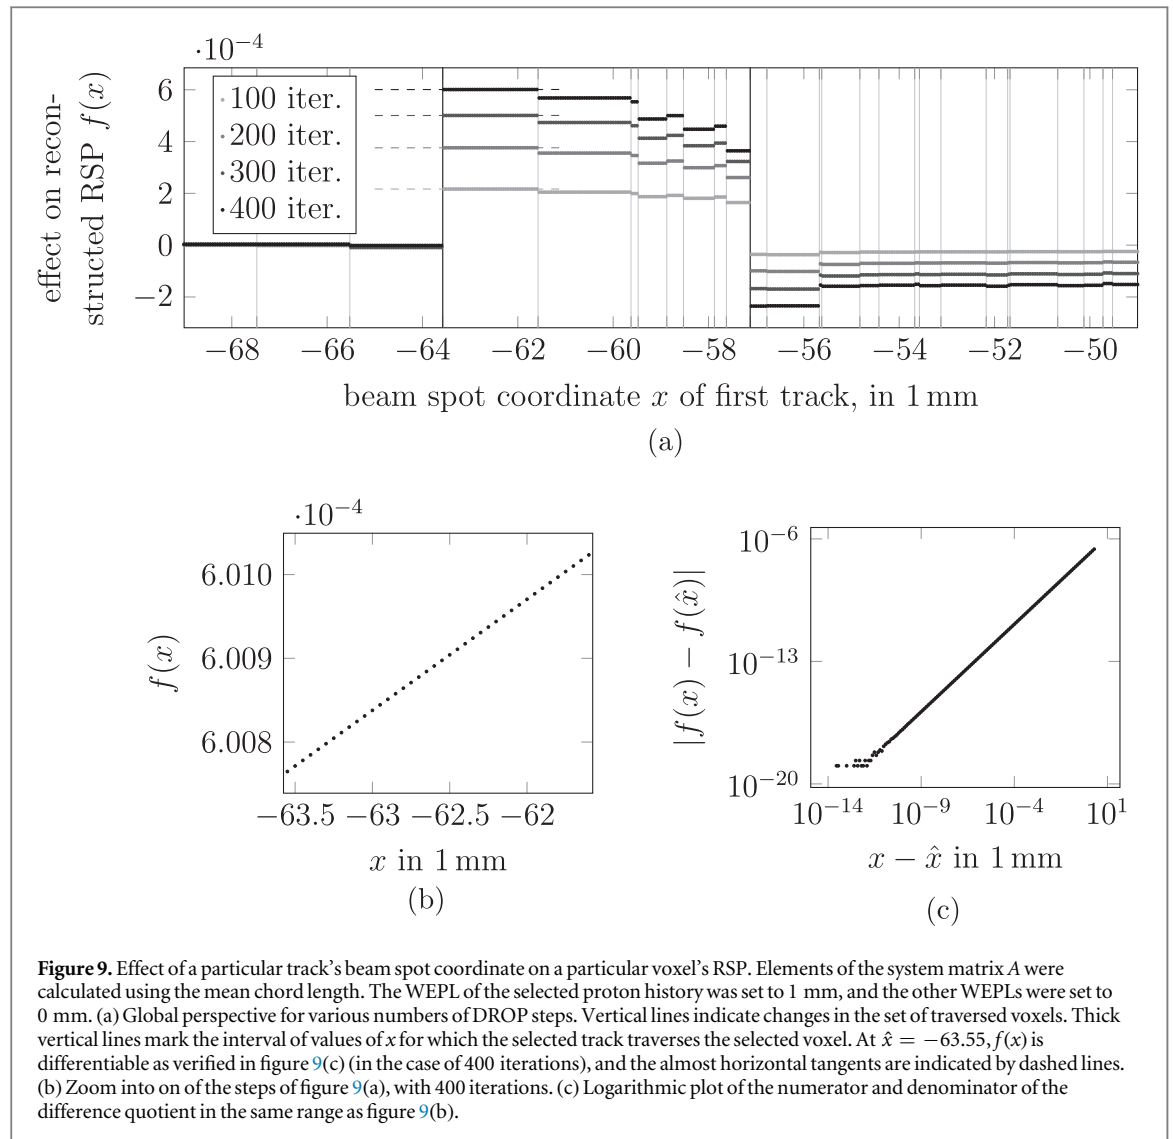 ·10⁻⁴
effect on recon-
structed RSP f(x)
6
4
2
0
−2
100 iter.
200 iter.
300 iter.
400 iter.
−68 −66 −64 −62 −60 −58 −56 −54 −52 −50
beam spot coordinate x of first track, in 1 mm
(a)
·10⁻⁴
f(x)
6.010
6.009
6.008
−63.5 −63 −62.5 −62
x in 1 mm
(b)
|f(x) − f(x̂)|
10⁻⁶
10⁻¹³
10⁻²⁰
10⁻¹⁴ 10⁻⁹ 10⁻⁴ 10¹
x − x̂ in 1 mm
(c)
Figure 9. Effect of a particular track's beam spot coordinate on a particular voxel's RSP. Elements of the system matrix A were
calculated using the mean chord length. The WEPL of the selected proton history was set to 1 mm, and the other WEPLs were set to
0 mm. (a) Global perspective for various numbers of DROP steps. Vertical lines indicate changes in the set of traversed voxels. Thick
vertical lines mark the interval of values of x for which the selected track traverses the selected voxel. At x̂ = −63.55, f(x) is
differentiable as verified in figure 9(c) (in the case of 400 iterations), and the almost horizontal tangents are indicated by dashed lines.
(b) Zoom into on of the steps of figure 9(a), with 400 iterations. (c) Logarithmic plot of the numerator and denominator of the
difference quotient in the same range as figure 9(b).